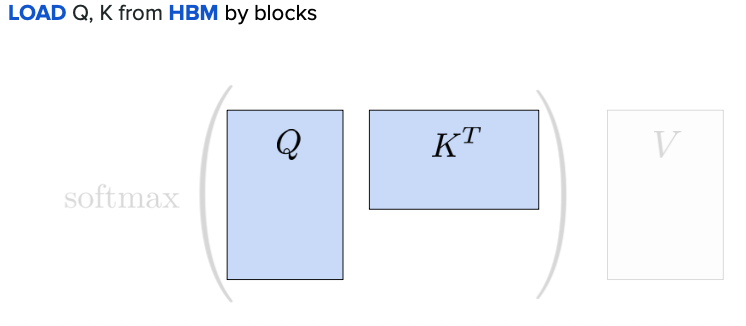 LOAD Q, K from HBM by blocks
softmax ( Q K^T ) V